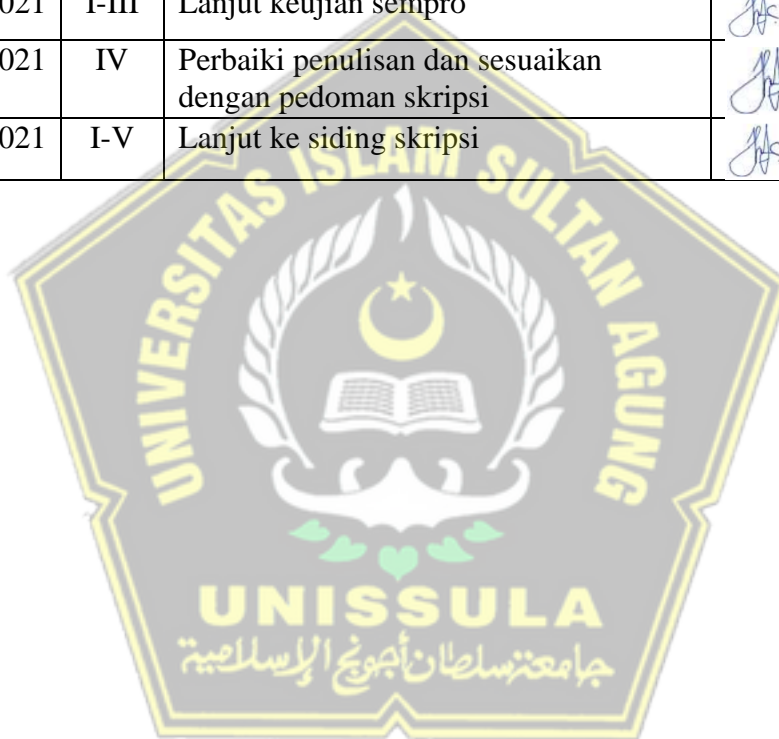 021 I-III Lanjut keujian sempro
021 IV Perbaiki penulisan dan sesuaikan
dengan pedoman skripsi
021 I-V Lanjut ke siding skripsi
UNIVERSITAS ISLAM SULTAN AGUNG
UNISSULA
جامعة سلطان أجونج الإسلامية